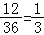 12/36 = 1/3